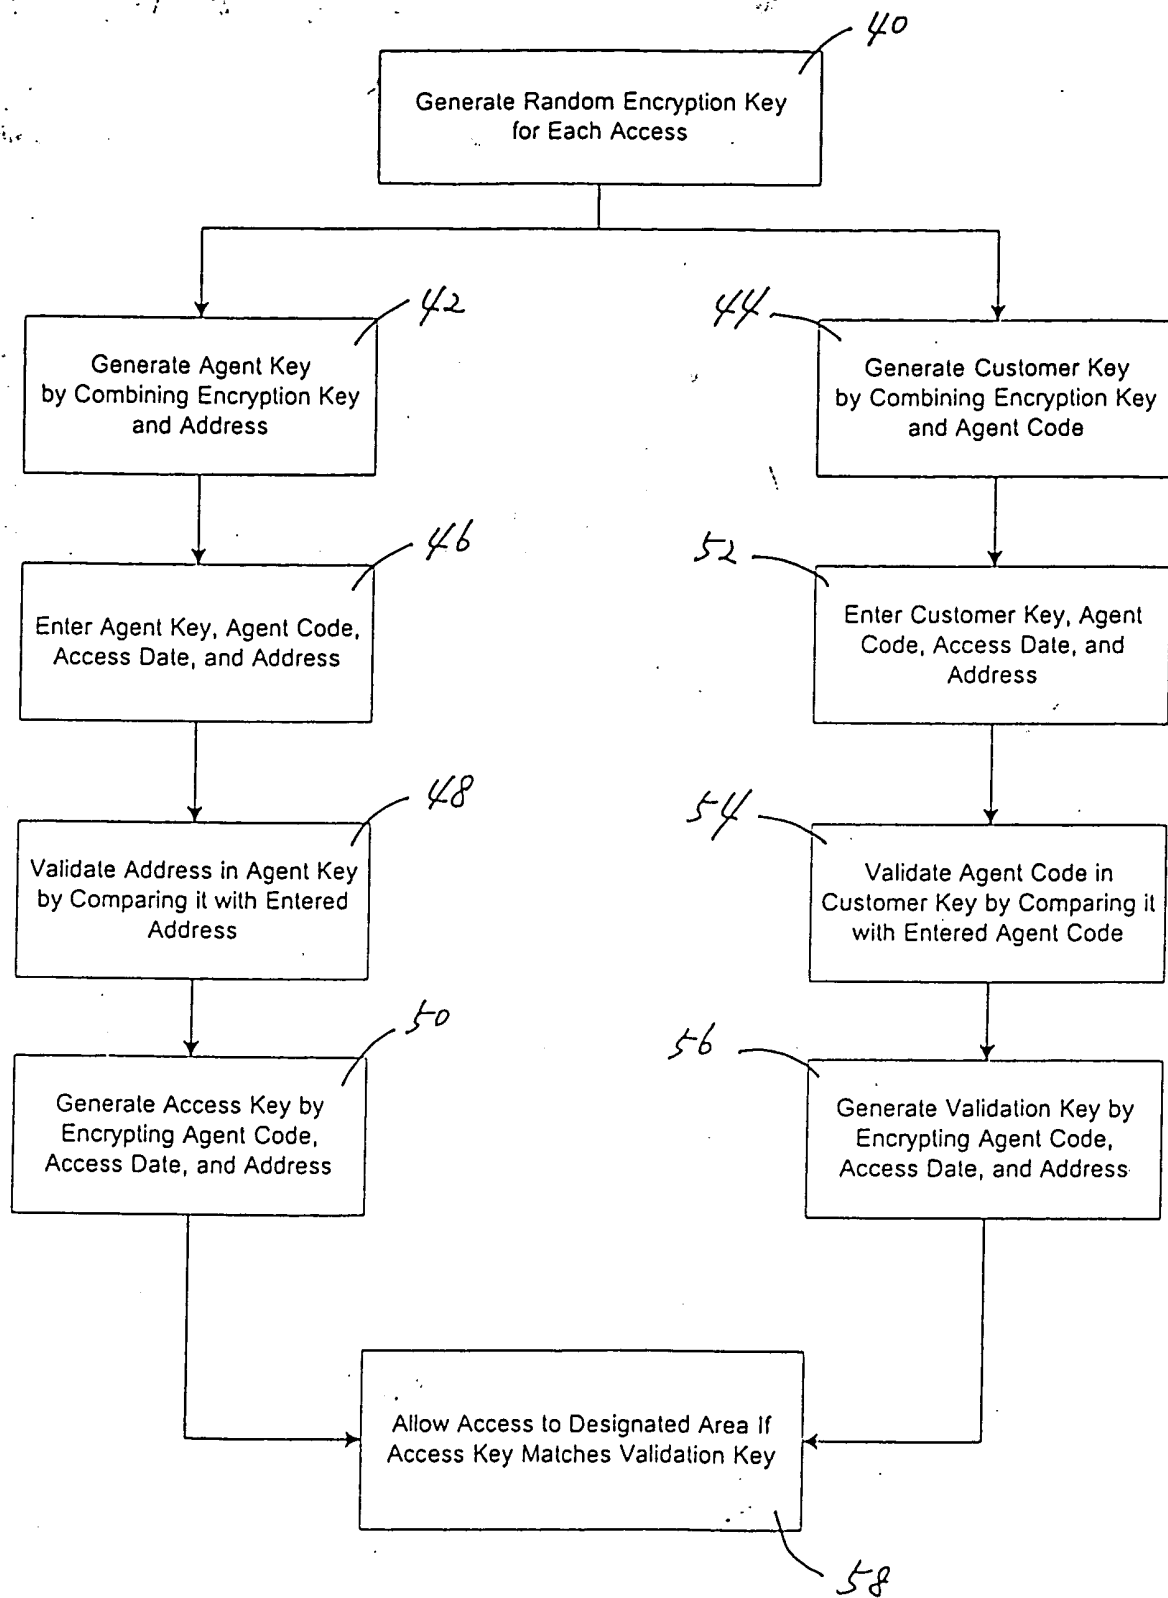 40
Generate Random Encryption Key
for Each Access
42
Generate Agent Key
by Combining Encryption Key
and Address
44
Generate Customer Key
by Combining Encryption Key
and Agent Code
46
Enter Agent Key, Agent Code,
Access Date, and Address
52
Enter Customer Key, Agent
Code, Access Date, and
Address
48
Validate Address in Agent Key
by Comparing it with Entered
Address
54
Validate Agent Code in
Customer Key by Comparing it
with Entered Agent Code
50
Generate Access Key by
Encrypting Agent Code,
Access Date, and Address
56
Generate Validation Key by
Encrypting Agent Code,
Access Date, and Address
Allow Access to Designated Area If
Access Key Matches Validation Key
58